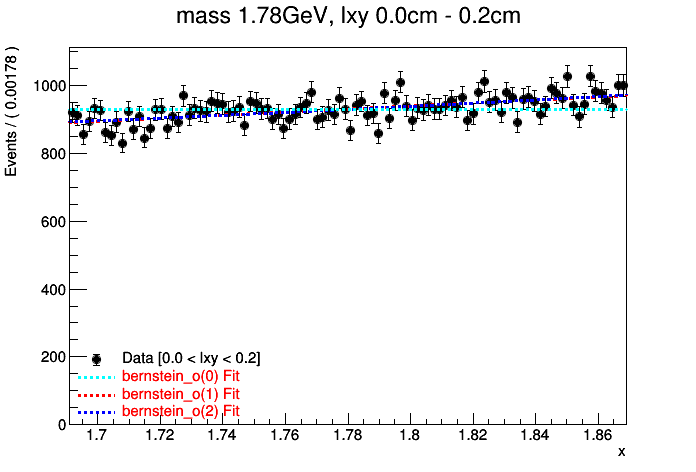 mass 1.78GeV, lxy 0.0cm - 0.2cm
Events / ( 0.00178 )
1000
800
600
400
200
0
Data [0.0 < lxy < 0.2]
bernstein_o(0) Fit
bernstein_o(1) Fit
bernstein_o(2) Fit
1.7 1.72 1.74 1.76 1.78 1.8 1.82 1.84 1.86
x